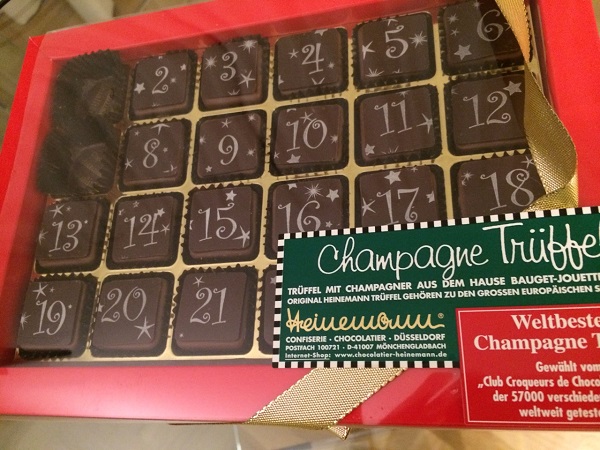 2 3 4 5 6
8 9 10 11 12
13 14 15 16 17 18
19 20 21
Champagne Trüffel
TRÜFFEL MIT CHAMPAGNER AUS DEM HAUSE BAUGET-JOUETTE
ORIGINAL HEINEMANN TRÜFFEL GEHÖREN ZU DEN GROSSEN EUROPÄISCHEN
Heinemann®
CONFISERIE · CHOCOLATIER · DÜSSELDORF
POSTFACH 100721 · D-41007 MÖNCHENGLADBACH
Internet-Shop: www.chocolatier-heinemann.de
Weltbeste
Champagne T
Gewählt vom
„Club Croqueurs de Choco
der 57000 verschiede
weltweit geteste